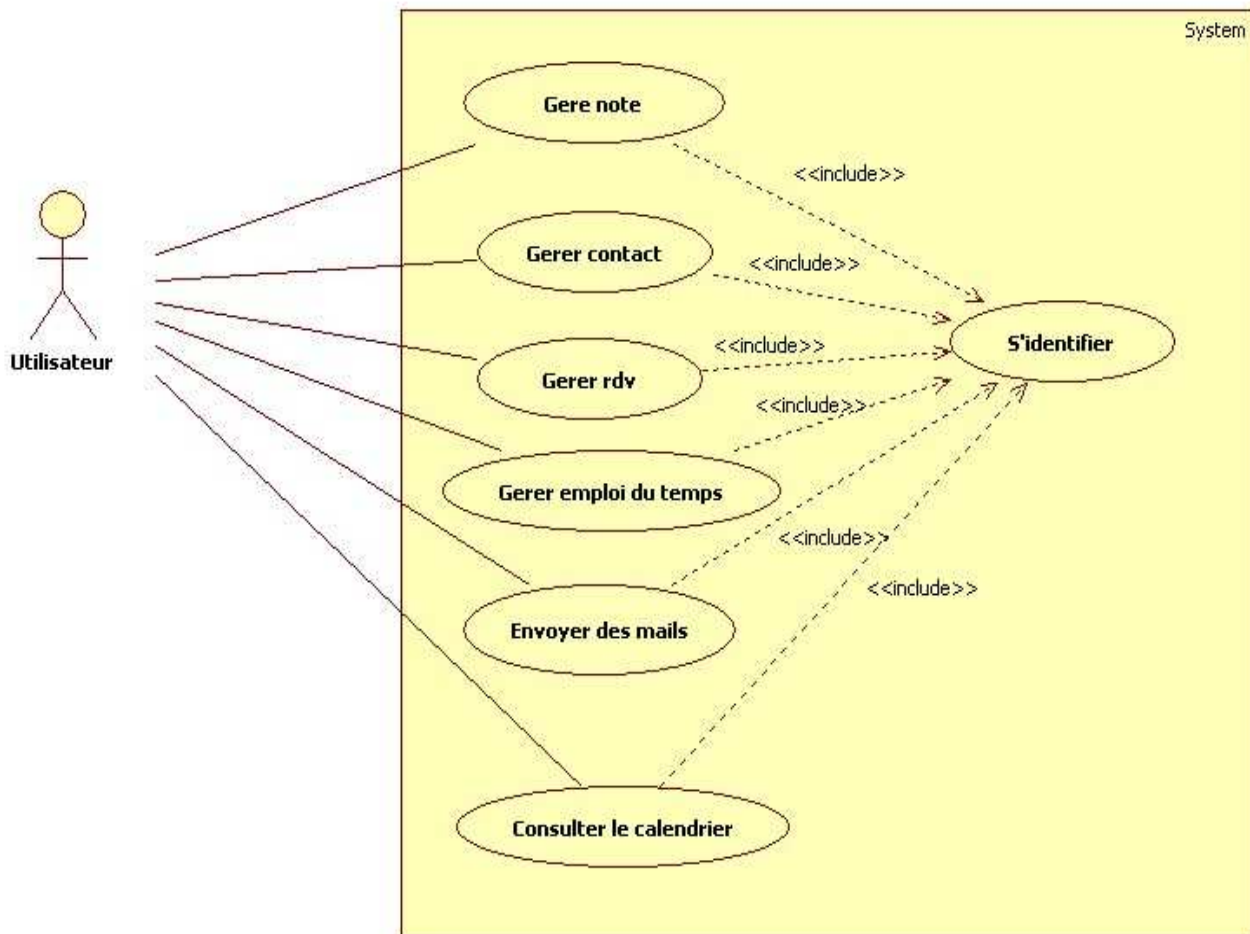 System
Gere note
<<include>>
Gerer contact
<<include>>
S'identifier
Utilisateur
Gerer rdv
<<include>>
<<include>>
Gerer emploi du temps
<<include>>
<<include>>
Envoyer des mails
Consulter le calendrier